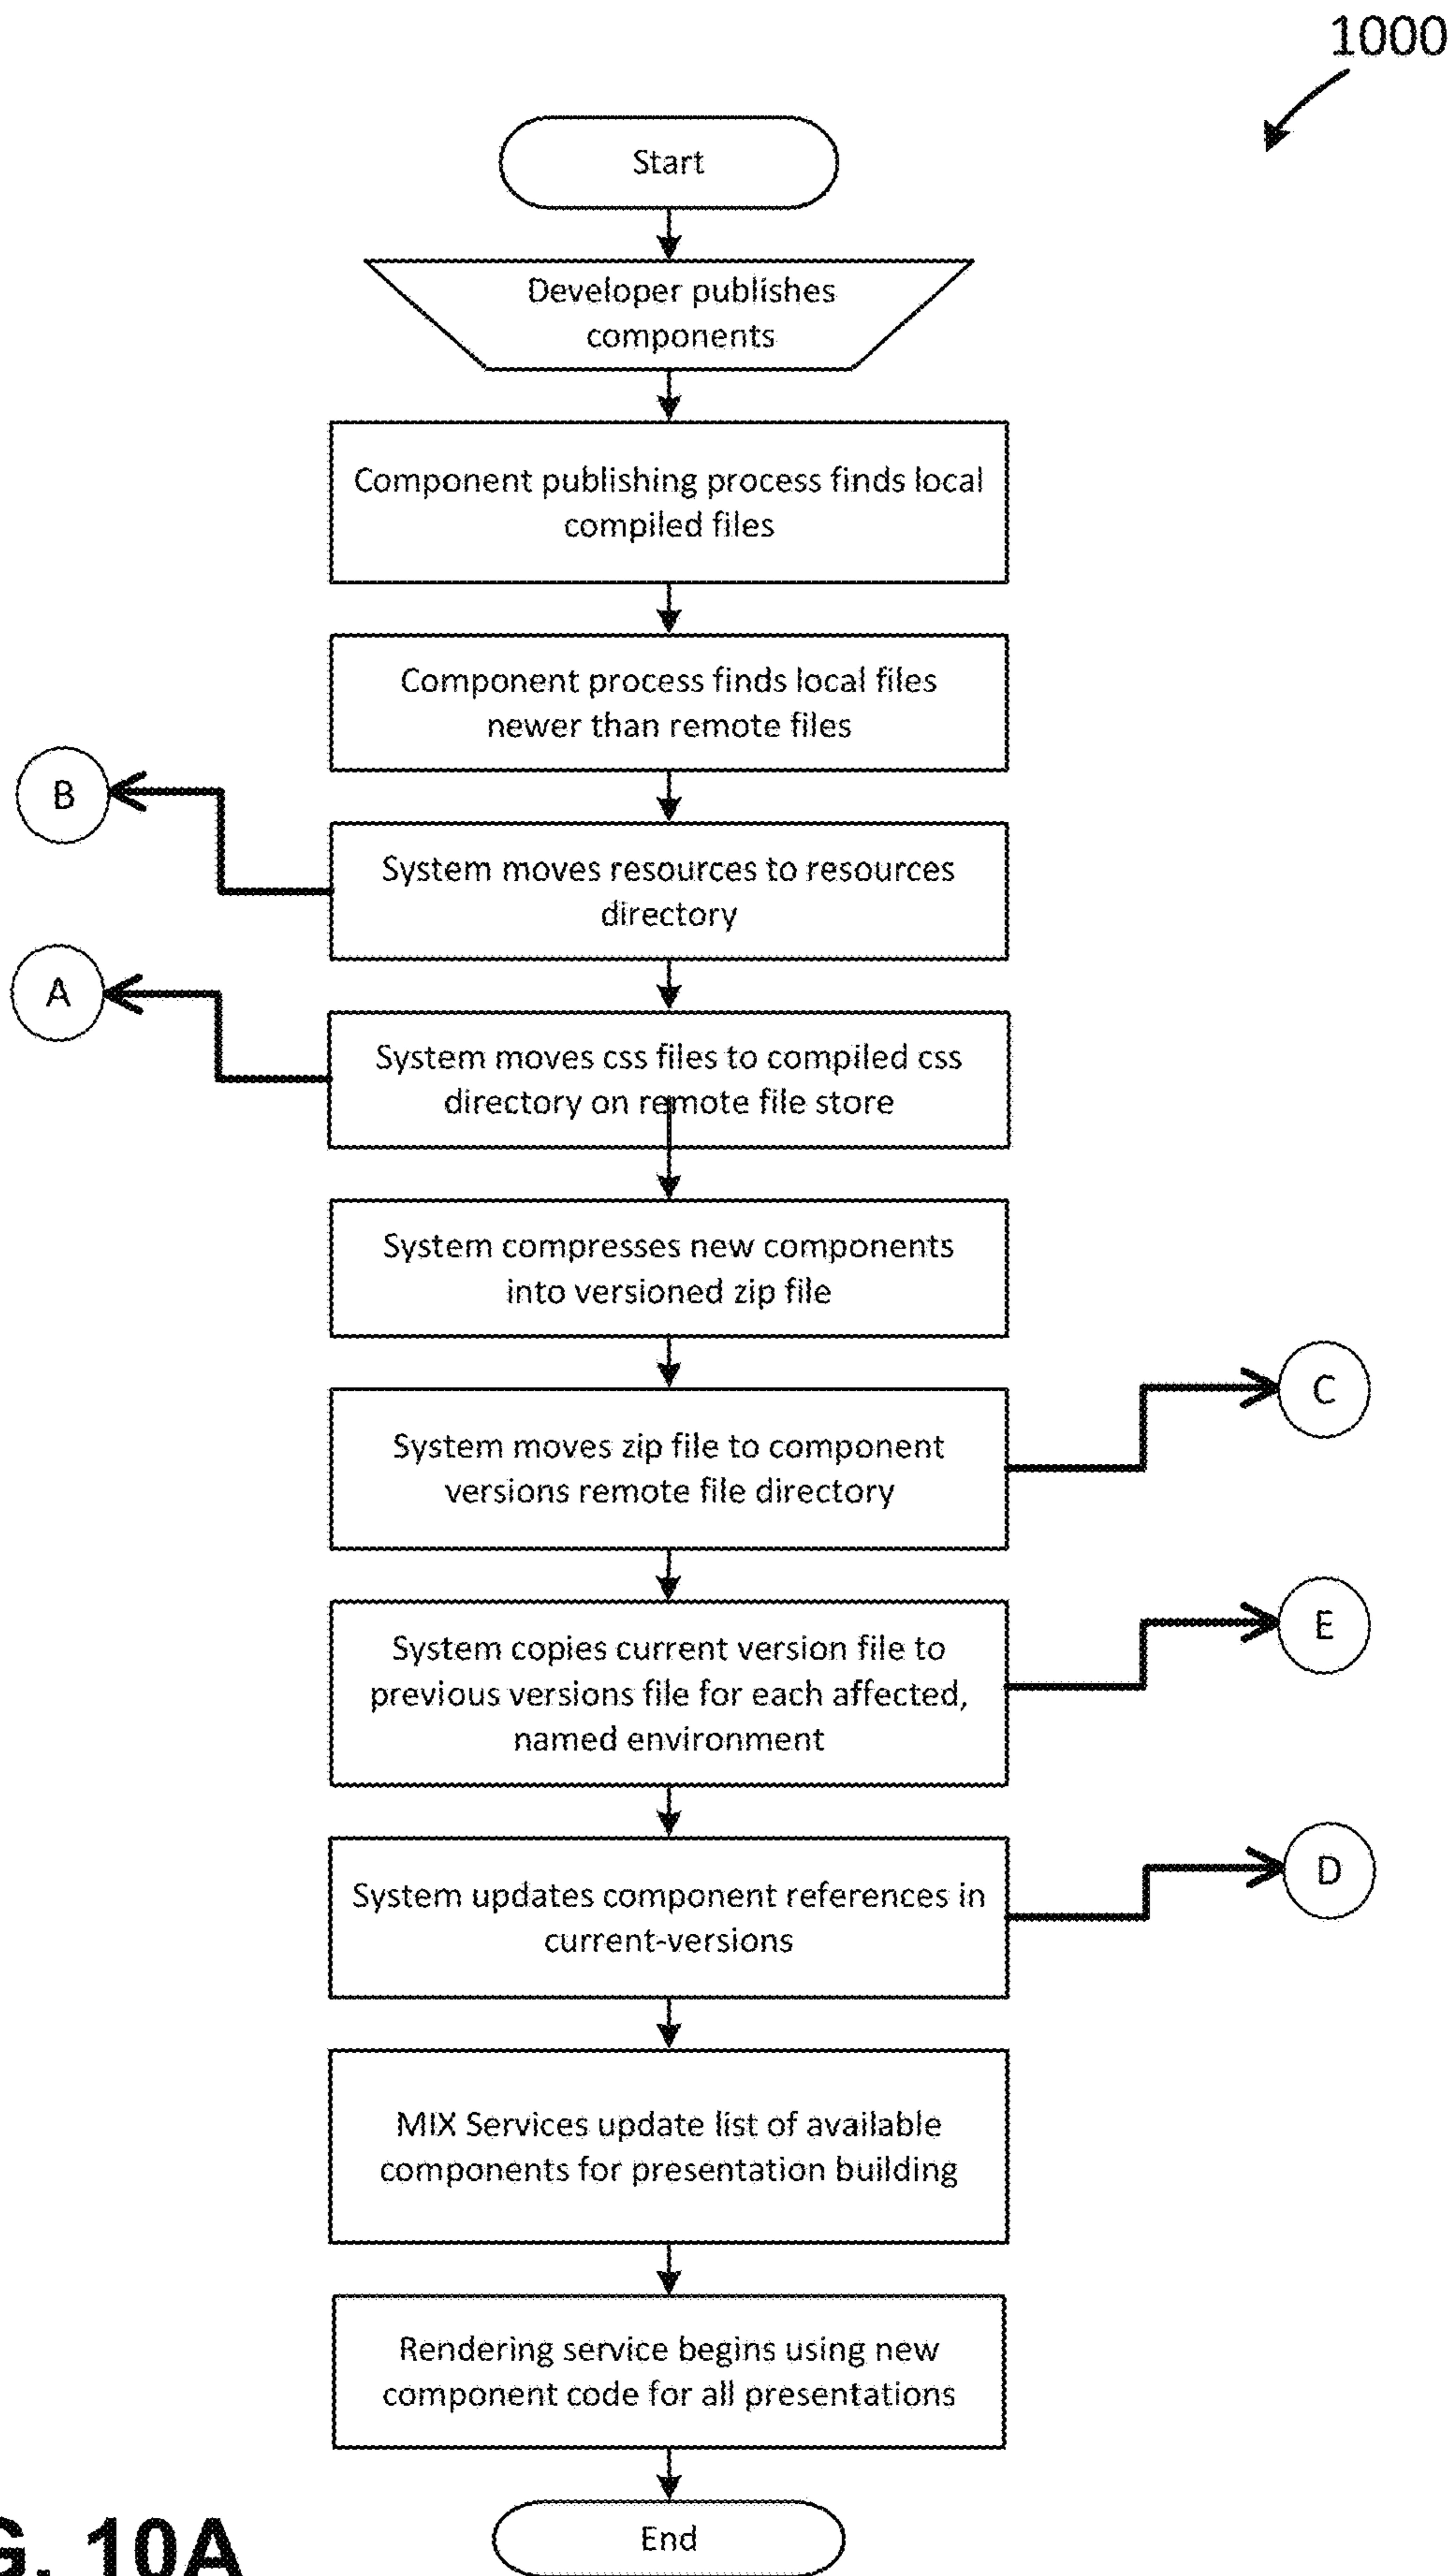 1000
Start
Developer publishes
components
Component publishing process finds local
compiled files
Component process finds local files
newer than remote files
B
System moves resources to resources
directory
A
System moves css files to compiled css
directory on remote file store
System compresses new components
into versioned zip file
C
System moves zip file to component
versions remote file directory
E
System copies current version file to
previous versions file for each affected,
named environment
D
System updates component references in
current-versions
MIX Services update list of available
components for presentation building
Rendering service begins using new
component code for all presentations
End
G. 10A